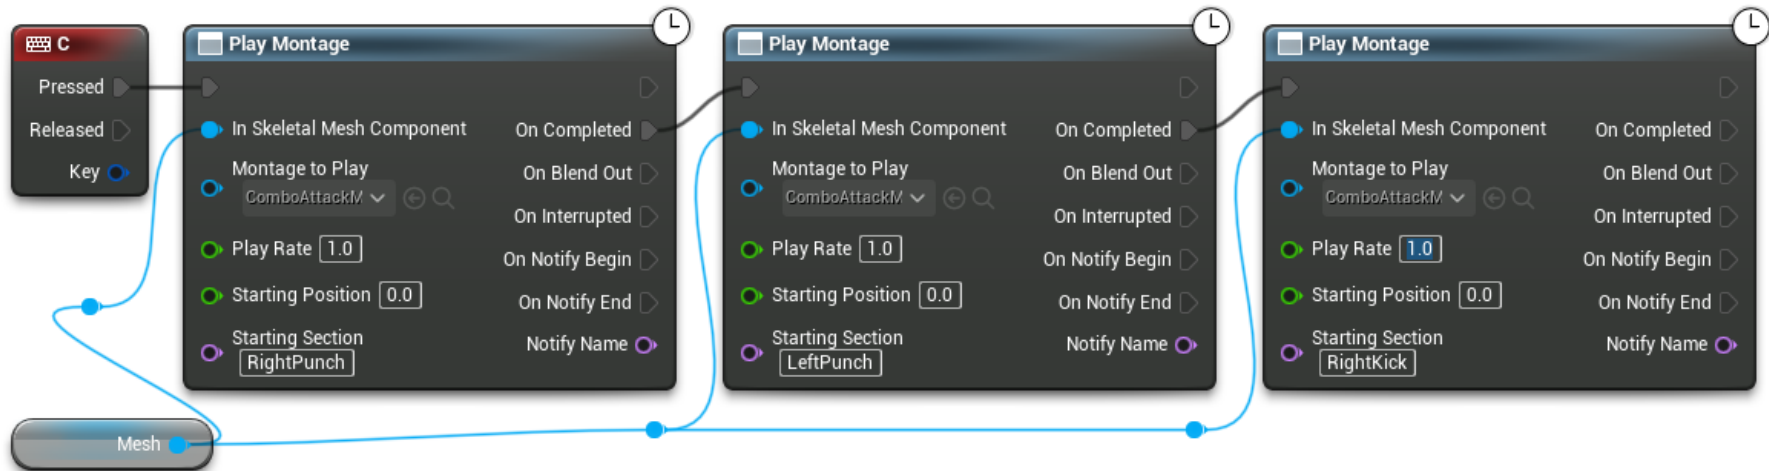 C
Pressed
Released
Key
Mesh
Play Montage
In Skeletal Mesh Component
On Completed
Montage to Play
ComboAttackM
On Blend Out
On Interrupted
Play Rate 1.0
On Notify Begin
Starting Position 0.0
On Notify End
Starting Section
RightPunch
Notify Name
Play Montage
In Skeletal Mesh Component
On Completed
Montage to Play
ComboAttackM
On Blend Out
On Interrupted
Play Rate 1.0
On Notify Begin
Starting Position 0.0
On Notify End
Starting Section
LeftPunch
Notify Name
Play Montage
In Skeletal Mesh Component
On Completed
Montage to Play
ComboAttackM
On Blend Out
On Interrupted
Play Rate 1.0
On Notify Begin
Starting Position 0.0
On Notify End
Starting Section
RightKick
Notify Name